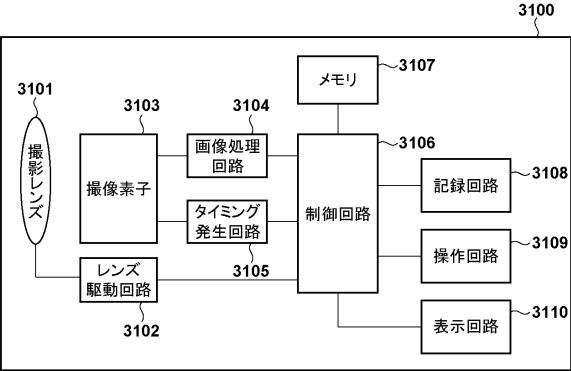 3100
3101
撮影レンズ
3103
撮像素子
3104
画像処理
回路
タイミング
発生回路
3105
レンズ
駆動回路
3102
メモリ
3107
3106
制御回路
記録回路
3108
操作回路
3109
表示回路
3110